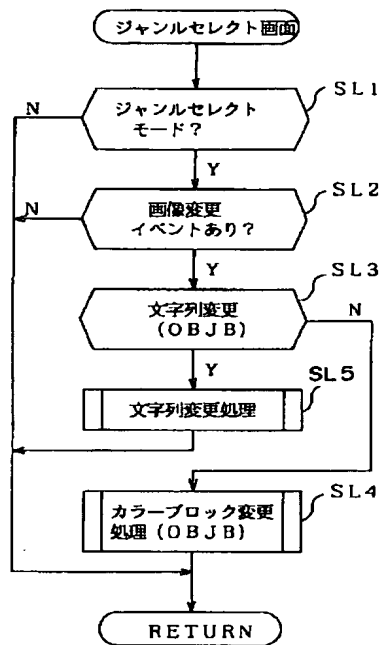 ジャンルセレクト画面
ジャンルセレクト
モード?
SL1
N
Y
画像変更
イベントあり?
SL2
N
Y
文字列変更
(OBJB)
SL3
N
Y
文字列変更処理
SL5
カラーブロック変更
処理(OBJB)
SL4
RETURN